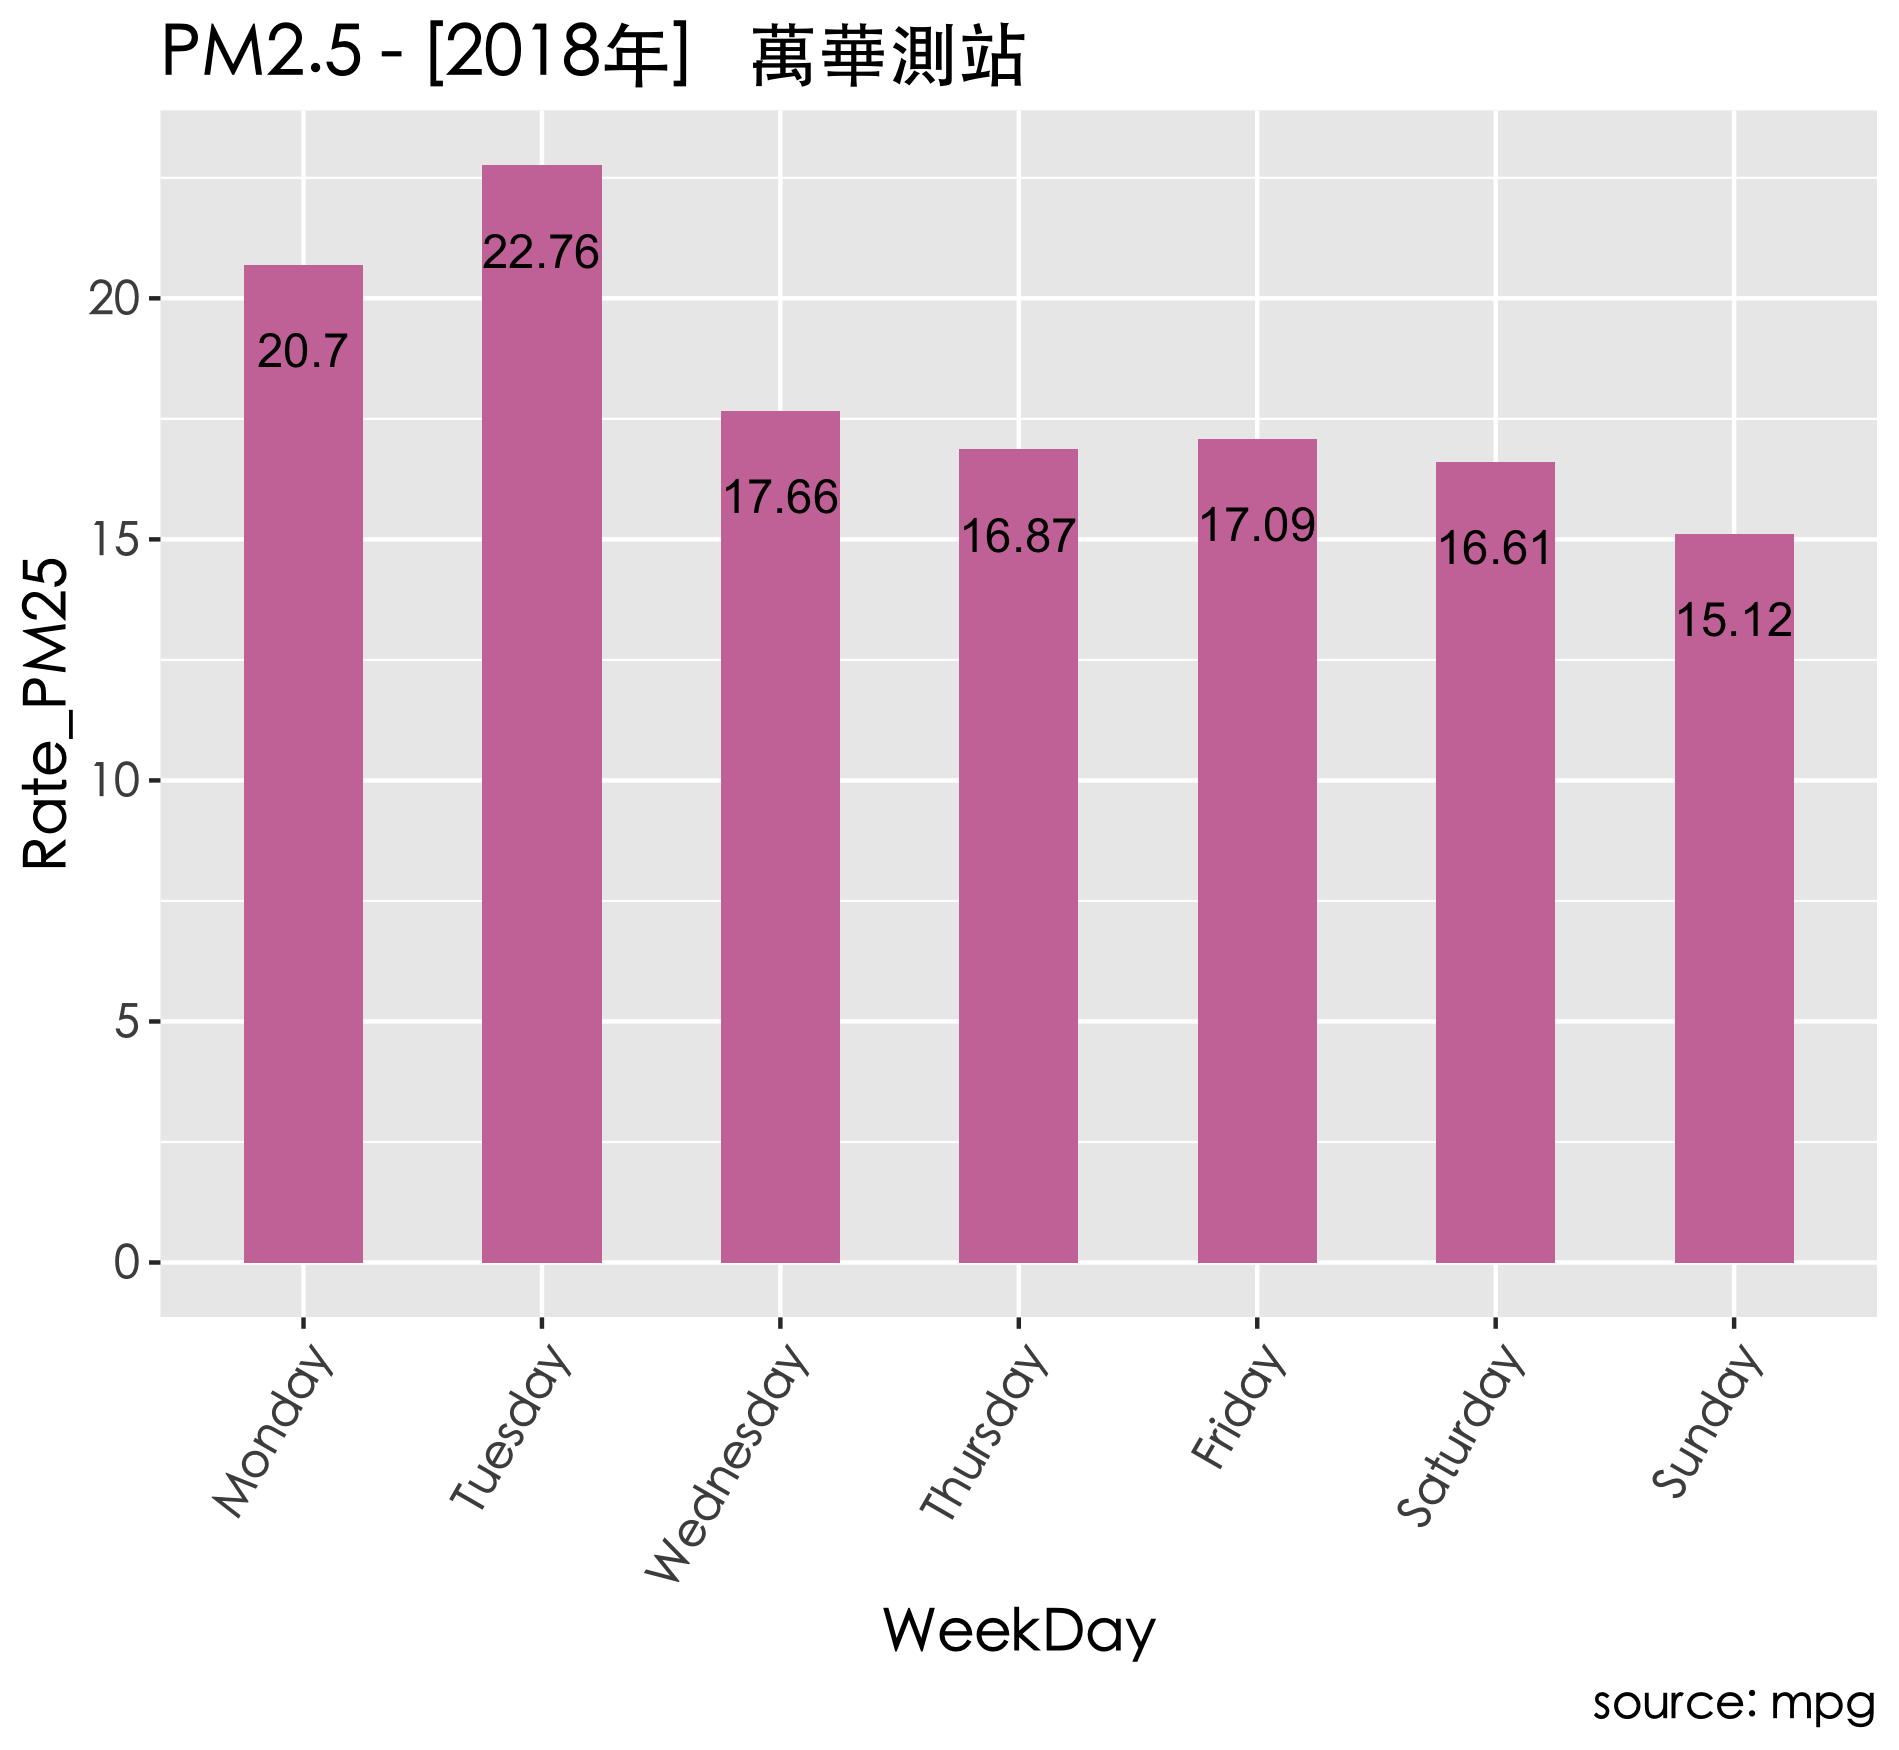 PM2.5 - [2018年] 萬華測站
Rate_PM25
20
15
10
5
0
20.7
22.76
17.66
16.87
17.09
16.61
15.12
Monday
Tuesday
Wednesday
Thursday
Friday
Saturday
Sunday
WeekDay
source: mpg